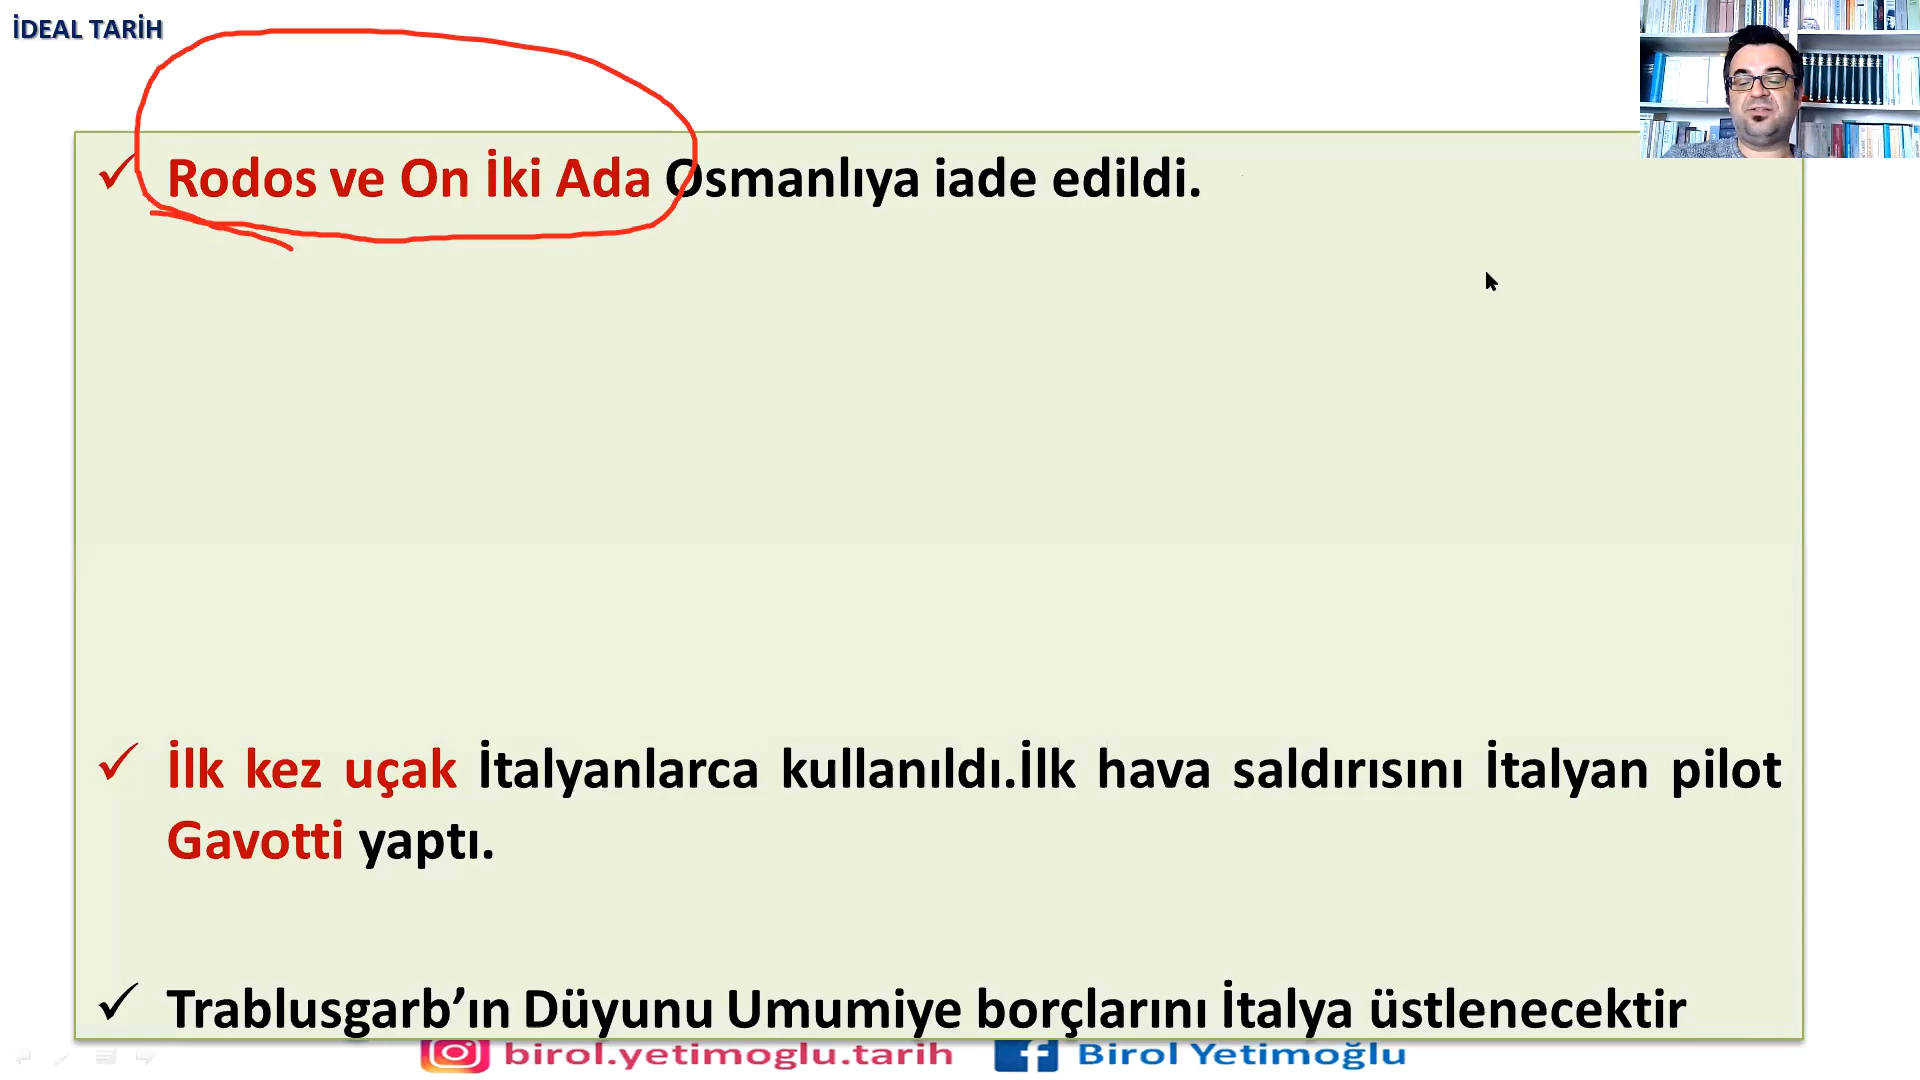 İDEAL TARİH
Rodos ve On İki Ada Osmanlıya iade edildi.
İlk kez uçak İtalyanlarca kullanıldı.İlk hava saldırısını İtalyan pilot
Gavotti yaptı.
Trablusgarb’ın Düyunu Umumiye borçlarını İtalya üstlenecektir
birol.yetimoglu.tarih Birol Yetimoğlu